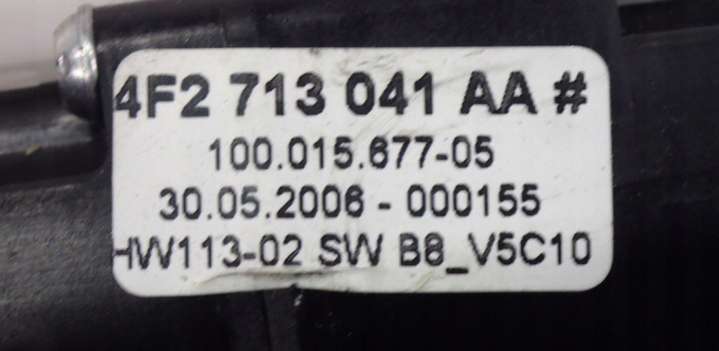 4F2 713 041 AA #
100.015.677-05
30.05.2006 - 000155
HW113-02 SW B8_V5C10